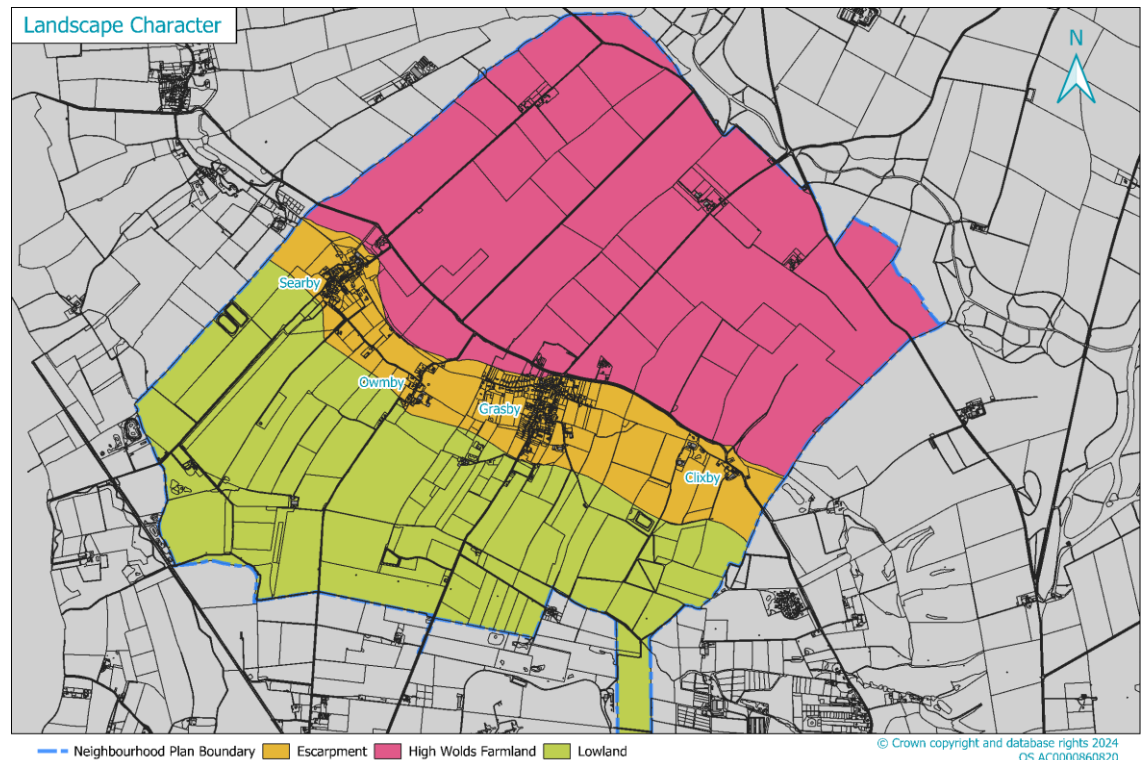 Landscape Character
N
Searby
Owmby
Grasby
Clixby
Neighbourhood Plan Boundary Escarpment High Wolds Farmland Lowland
© Crown copyright and database rights 2024
OS AC0000860820